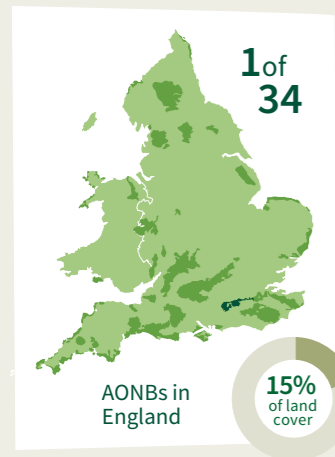 1of
34
AONBs in
England
15%
of land
cover